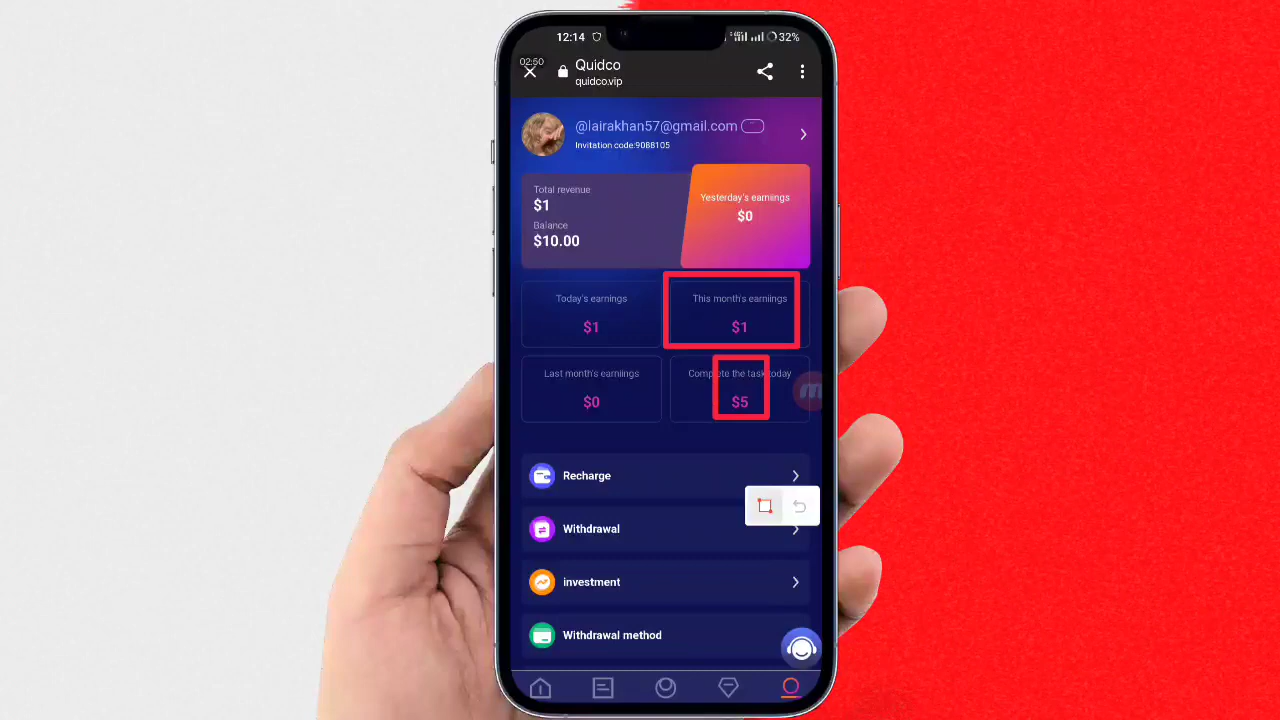 12:14
32%
02:50
Quidco
quidco.vip
@lairakhan57@gmail.com
Invitation code:9088105
Total revenue
$1
Balance
$10.00
Yesterday's earnings
$0
Today's earnings
$1
This month's earnings
$1
Last month's earnings
$0
Complete the task today
$5
Recharge
Withdrawal
investment
Withdrawal method